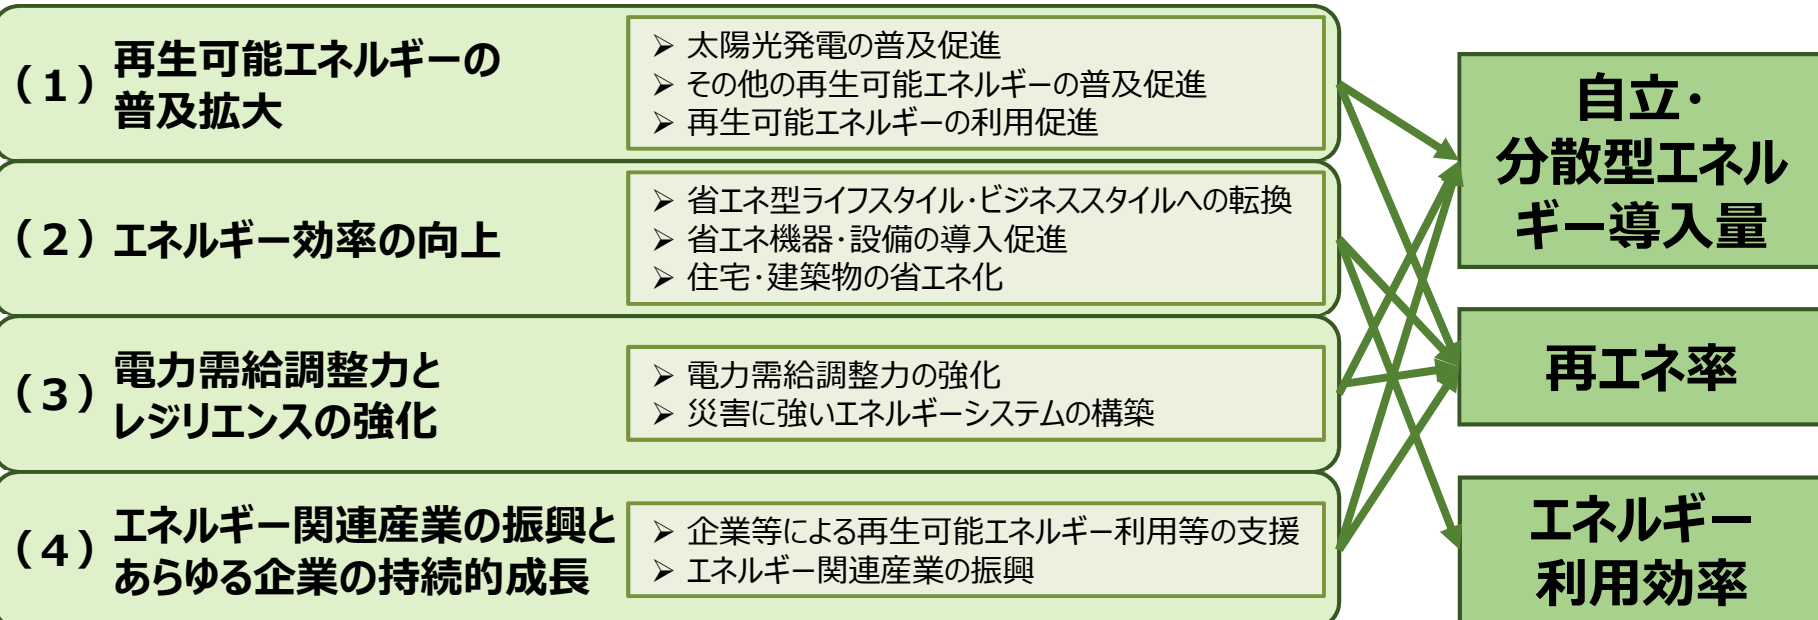 （1）再生可能エネルギーの
普及拡大
➢ 太陽光発電の普及促進
➢ その他の再生可能エネルギーの普及促進
➢ 再生可能エネルギーの利用促進
（2）エネルギー効率の向上
➢ 省エネ型ライフスタイル・ビジネススタイルへの転換
➢ 省エネ機器・設備の導入促進
➢ 住宅・建築物の省エネ化
（3）電力需給調整力と
レジリエンスの強化
➢ 電力需給調整力の強化
➢ 災害に強いエネルギーシステムの構築
（4）エネルギー関連産業の振興と
あらゆる企業の持続的成長
➢ 企業等による再生可能エネルギー利用等の支援
➢ エネルギー関連産業の振興
自立・
分散型エネル
ギー導入量
再エネ率
エネルギー
利用効率